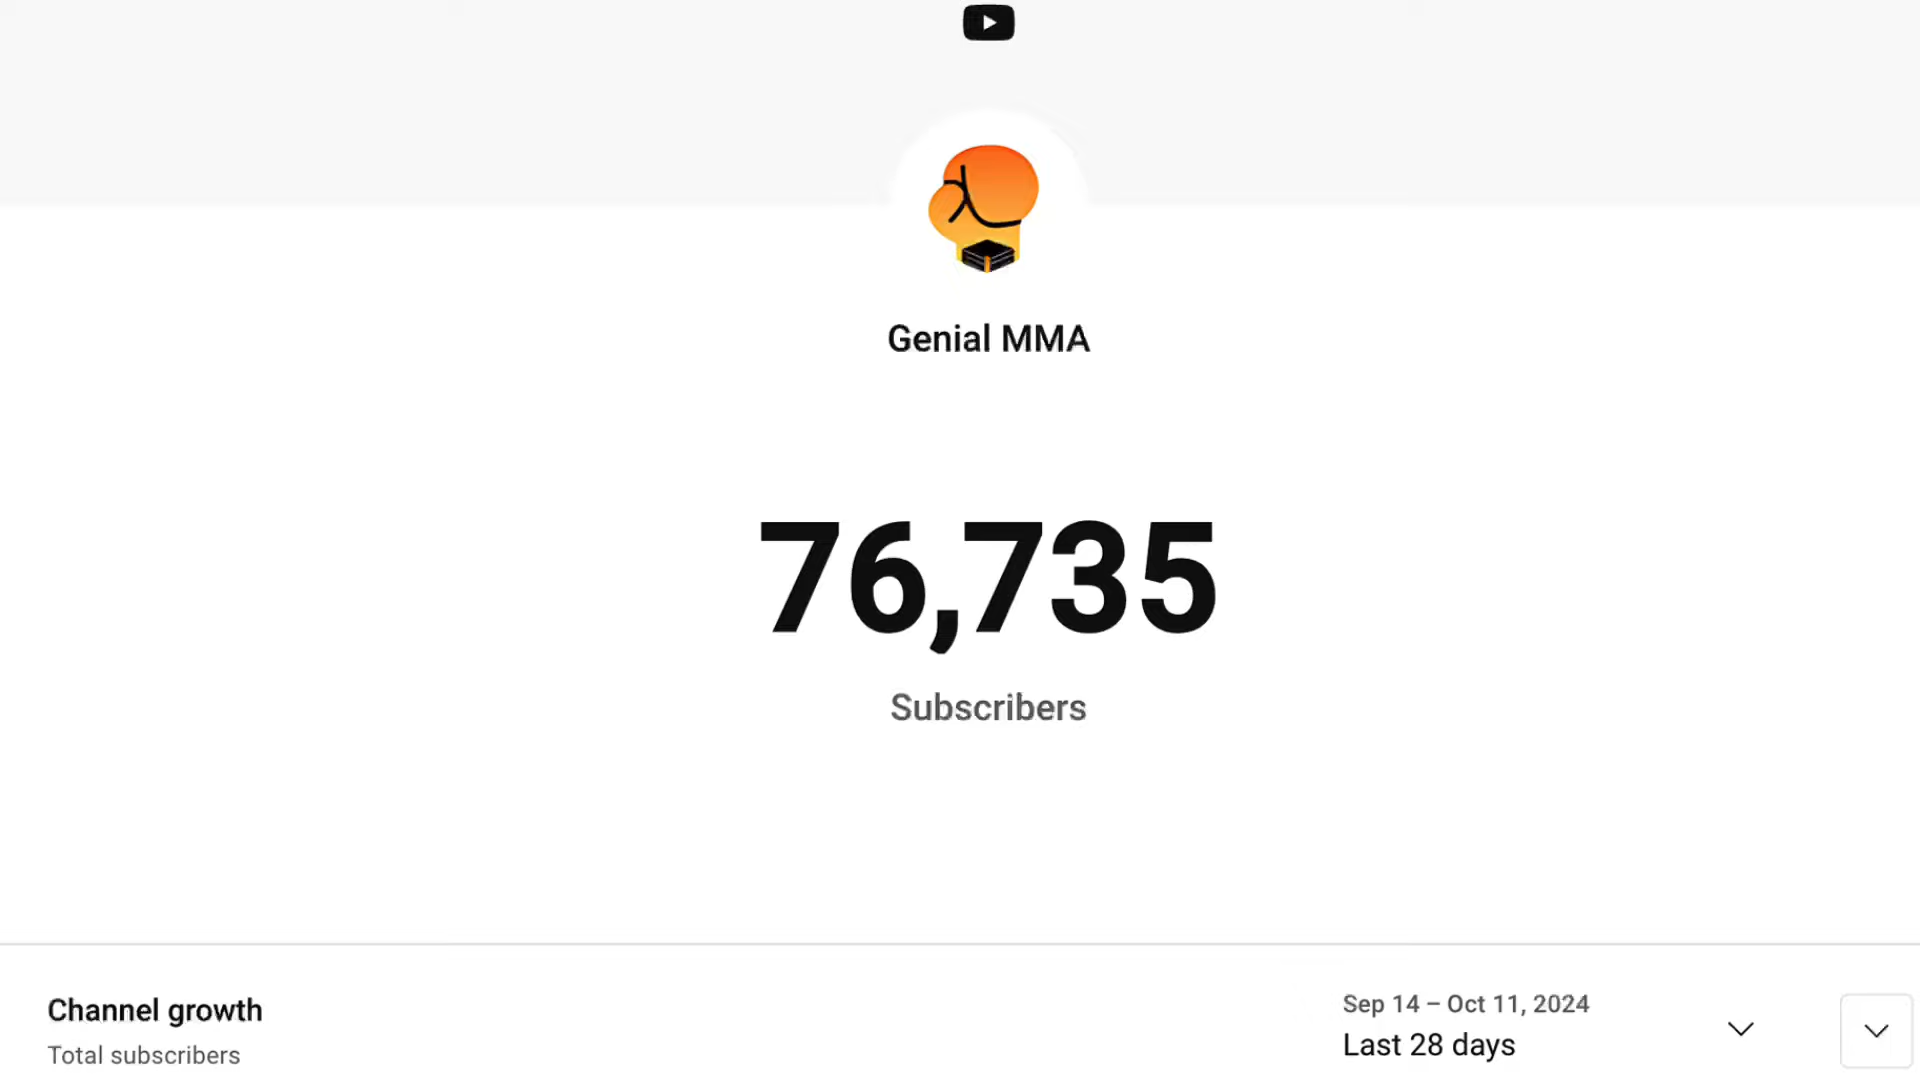 Genial MMA
76,735
Subscribers
Channel growth
Total subscribers
Sep 14 – Oct 11, 2024
Last 28 days